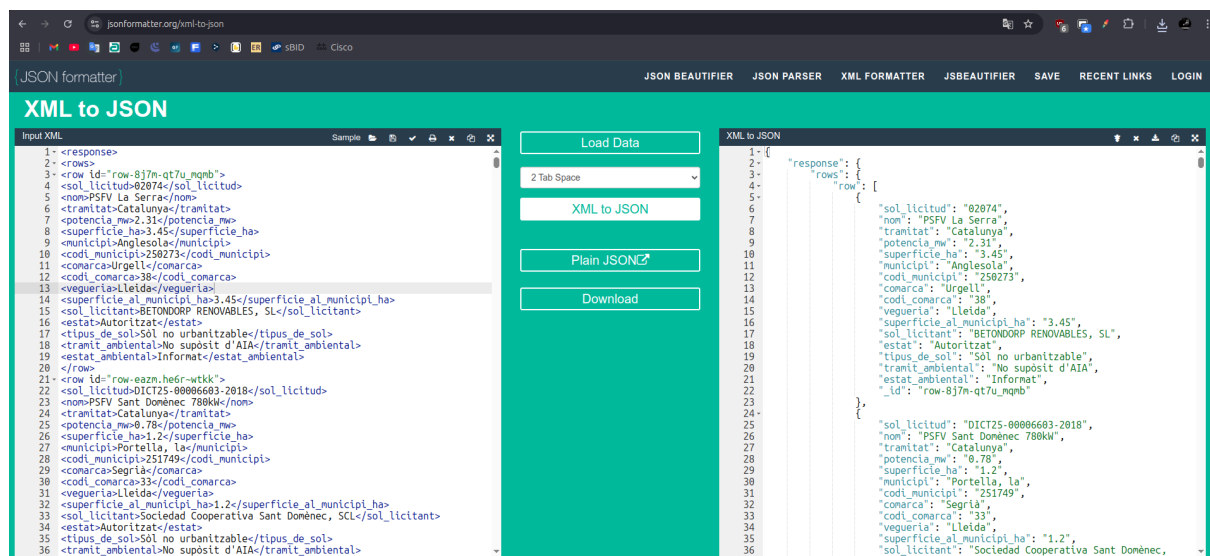 jsonformatter.org/xml-to-json
sBID
Cisco
{JSON formatter}
JSON BEAUTIFIER
JSON PARSER
XML FORMATTER
JSBEAUTIFIER
SAVE
RECENT LINKS
LOGIN
XML to JSON
Input XML
Sample
1 <response>
2 <rows>
3 <row id="row-8j7m-qt7u_mqmb">
4 <sol_licitud>02074</sol_licitud>
5 <nom>PSFV La Serra</nom>
6 <tramitat>Catalunya</tramitat>
7 <potencia_mw>2.31</potencia_mw>
8 <superficie_ha>3.45</superficie_ha>
9 <municipi>Anglesola</municipi>
10 <codi_municipi>250273</codi_municipi>
11 <comarca>Urgell</comarca>
12 <codi_comarca>38</codi_comarca>
13 <vegueria>Lleida</vegueria>
14 <superficie_al_municipi_ha>3.45</superficie_al_municipi_ha>
15 <sol_licitant>BETONDORP RENOVABLES, SL</sol_licitant>
16 <estat>Autoritzat</estat>
17 <tipus_de_sol>Sòl no urbanitzable</tipus_de_sol>
18 <tramit_ambiental>No supòsit d'AIA</tramit_ambiental>
19 <estat_ambiental>Informat</estat_ambiental>
20 </row>
21 <row id="row-eazm.he6r~wtkk">
22 <sol_licitud>DICT25-00006603-2018</sol_licitud>
23 <nom>PSFV Sant Domènec 780kW</nom>
24 <tramitat>Catalunya</tramitat>
25 <potencia_mw>0.78</potencia_mw>
26 <superficie_ha>1.2</superficie_ha>
27 <municipi>Portella, la</municipi>
28 <codi_municipi>251749</codi_municipi>
29 <comarca>Segrià</comarca>
30 <codi_comarca>33</codi_comarca>
31 <vegueria>Lleida</vegueria>
32 <superficie_al_municipi_ha>1.2</superficie_al_municipi_ha>
33 <sol_licitant>Sociedad Cooperativa Sant Domènec, SCL</sol_licitant>
34 <estat>Autoritzat</estat>
35 <tipus_de_sol>Sòl no urbanitzable</tipus_de_sol>
36 <tramit_ambiental>No supòsit d'AIA</tramit_ambiental>
Load Data
2 Tab Space
XML to JSON
Plain JSON
Download
XML to JSON
1 {
2 "response": {
3 "rows": {
4 "row": [
5 {
6 "sol_licitud": "02074",
7 "nom": "PSFV La Serra",
8 "tramitat": "Catalunya",
9 "potencia_mw": "2.31",
10 "superficie_ha": "3.45",
11 "municipi": "Anglesola",
12 "codi_municipi": "250273",
13 "comarca": "Urgell",
14 "codi_comarca": "38",
15 "vegueria": "Lleida",
16 "superficie_al_municipi_ha": "3.45",
17 "sol_licitant": "BETONDORP RENOVABLES, SL",
18 "estat": "Autoritzat",
19 "tipus_de_sol": "Sòl no urbanitzable",
20 "tramit_ambiental": "No supòsit d'AIA",
21 "estat_ambiental": "Informat",
22 "_id": "row-8j7m-qt7u_mqmb"
23 },
24 {
25 "sol_licitud": "DICT25-00006603-2018",
26 "nom": "PSFV Sant Domènec 780kW",
27 "tramitat": "Catalunya",
28 "potencia_mw": "0.78",
29 "superficie_ha": "1.2",
30 "municipi": "Portella, la",
31 "codi_municipi": "251749",
32 "comarca": "Segrià",
33 "codi_comarca": "33",
34 "vegueria": "Lleida",
35 "superficie_al_municipi_ha": "1.2",
36 "sol_licitant": "Sociedad Cooperativa Sant Domènec,